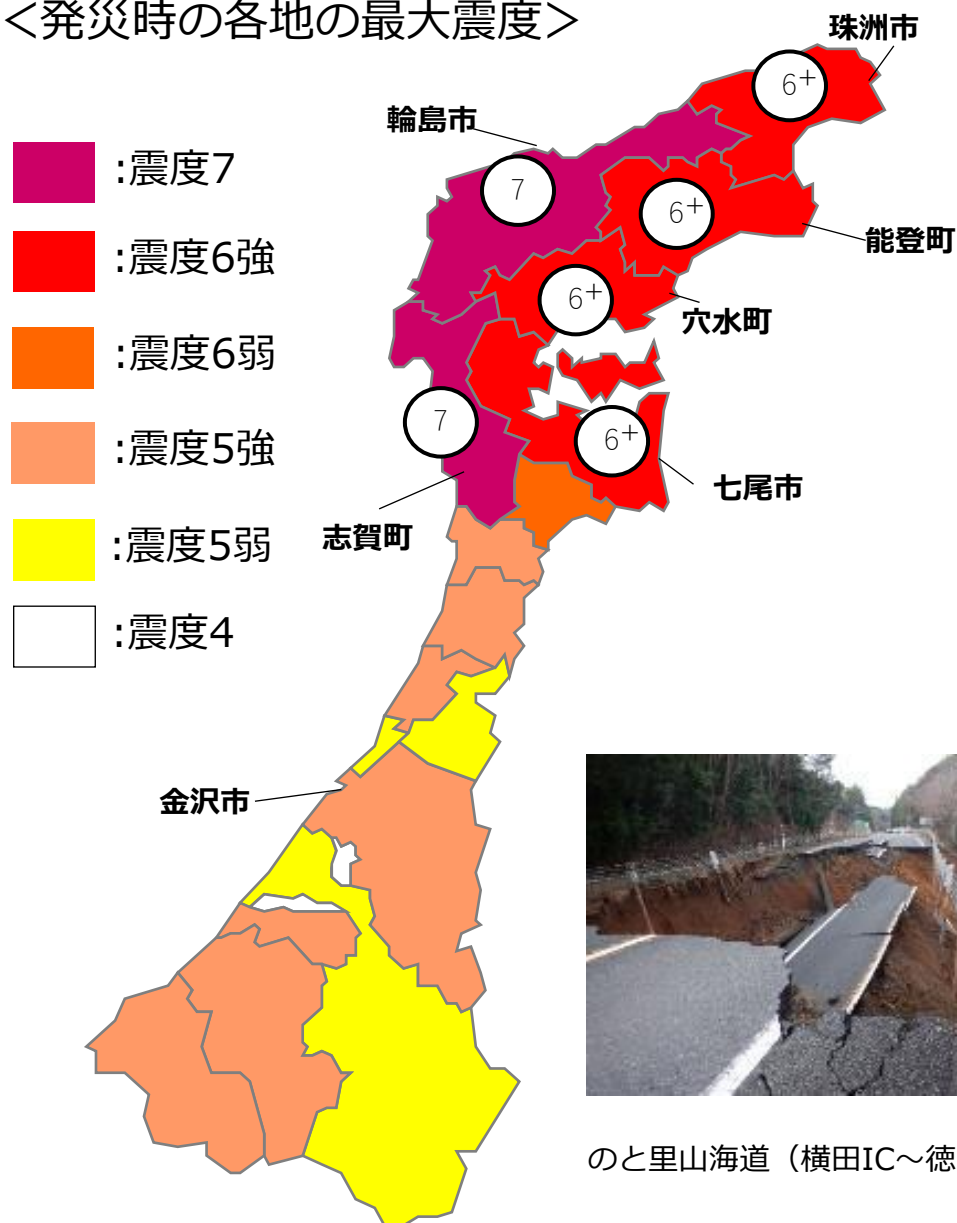 ＜発災時の各地の最大震度＞
珠洲市
6+
輪島市
:震度7
7
6+
:震度6強
能登町
6+
穴水町
:震度6弱
7
6+
:震度5強
七尾市
志賀町
:震度5弱
:震度4
金沢市
のと里山海道（横田IC～徳